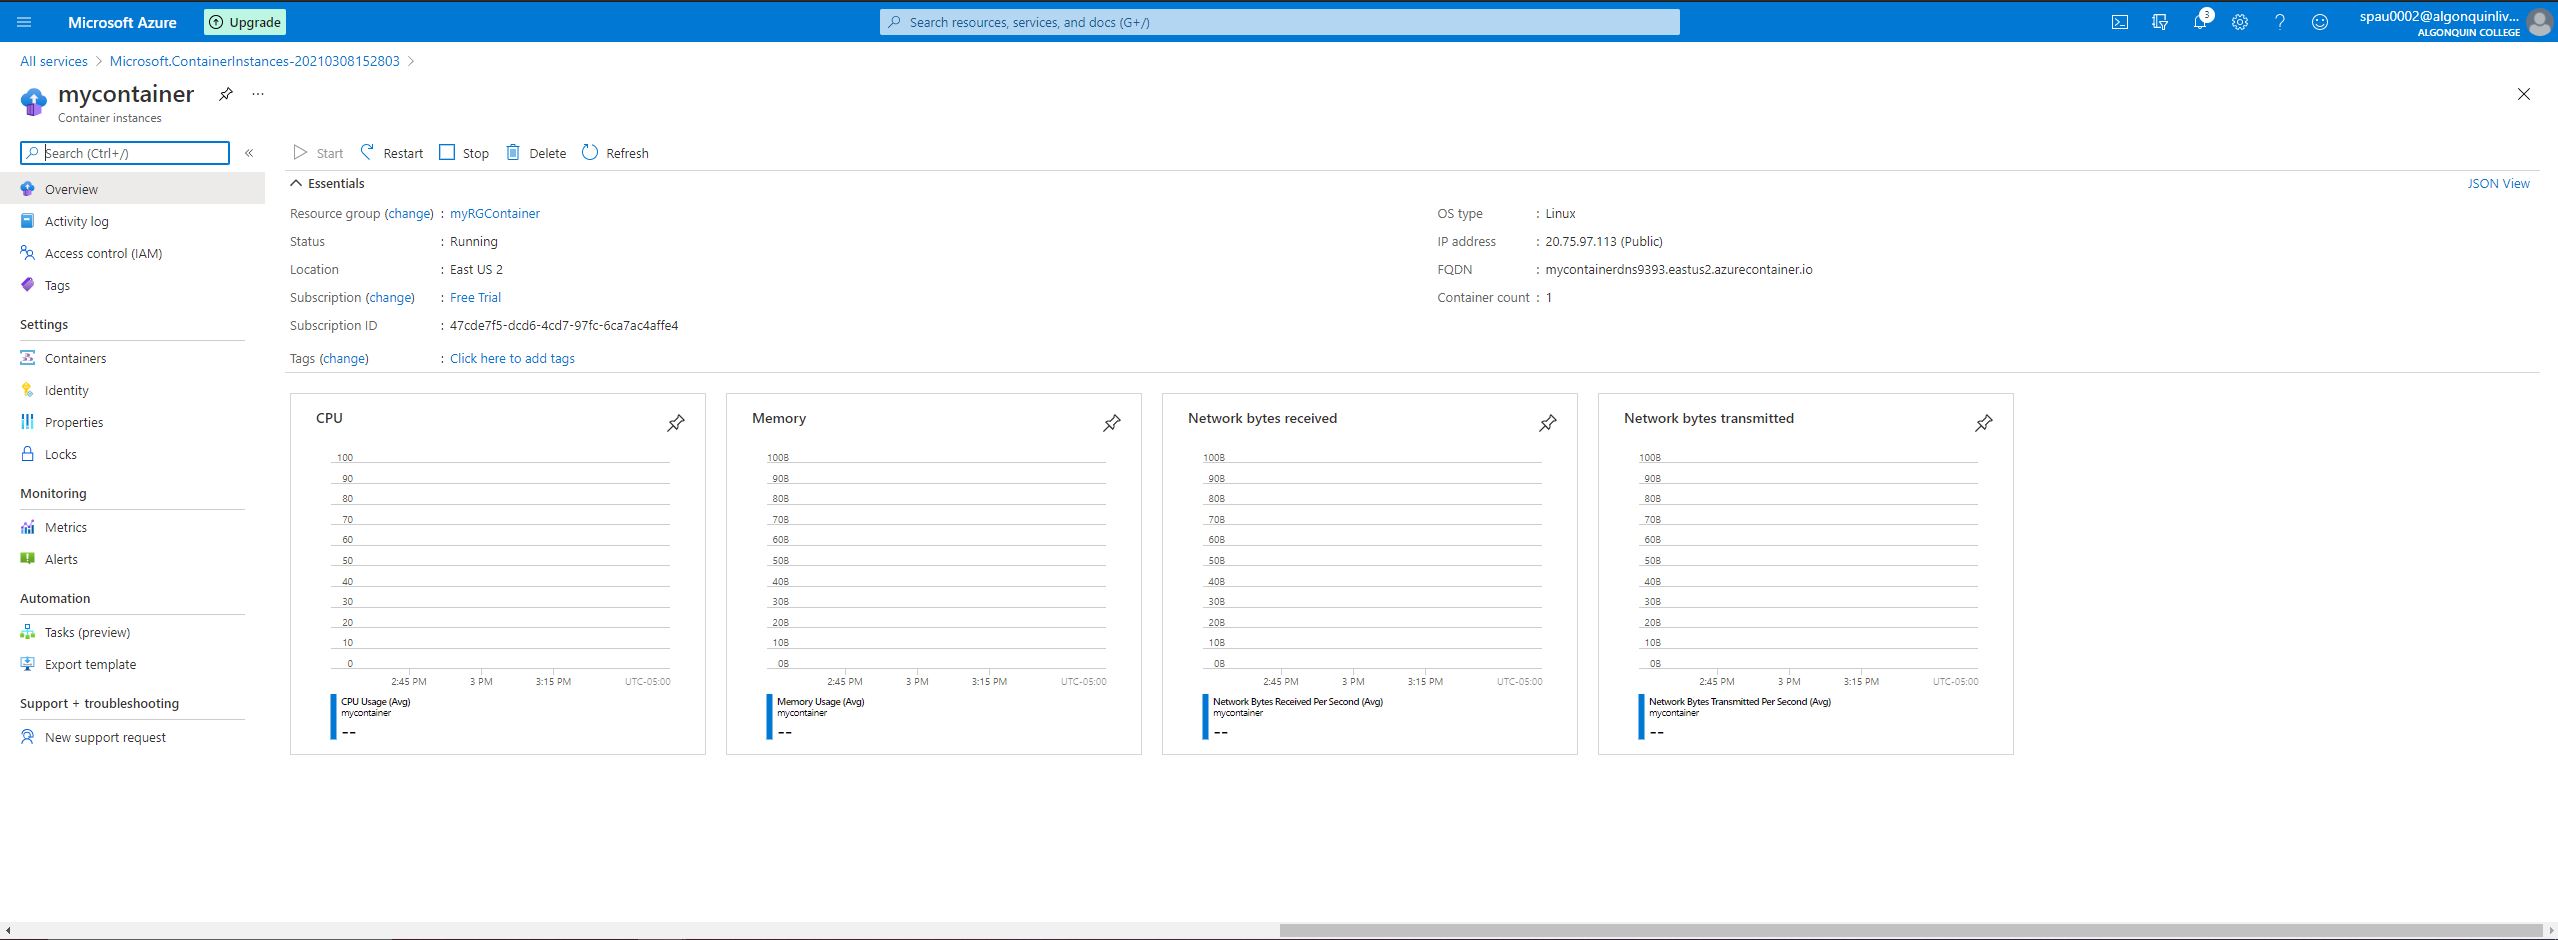 Microsoft Azure
Upgrade
Search resources, services, and docs (G+/)
3
spau0002@algonquinliv...
ALGONQUIN COLLEGE
All services > Microsoft.ContainerInstances-20210308152803 >
mycontainer
...
Container instances
Search (Ctrl+/)
«
Start
Restart
Stop
Delete
Refresh
Overview
Activity log
Access control (IAM)
Tags
Settings
Containers
Identity
Properties
Locks
Monitoring
Metrics
Alerts
Automation
Tasks (preview)
Export template
Support + troubleshooting
New support request
Essentials
JSON View
Resource group (change) : myRGContainer
Status : Running
Location : East US 2
Subscription (change) : Free Trial
Subscription ID : 47cde7f5-dcd6-4cd7-97fc-6ca7ac4affe4
Tags (change) : Click here to add tags
OS type : Linux
IP address : 20.75.97.113 (Public)
FQDN : mycontainerdns9393.eastus2.azurecontainer.io
Container count : 1
CPU
100
90
80
70
60
50
40
30
20
10
0
2:45 PM 3 PM 3:15 PM UTC-05:00
CPU Usage (Avg)
mycontainer
--
Memory
100B
90B
80B
70B
60B
50B
40B
30B
20B
10B
0B
2:45 PM 3 PM 3:15 PM UTC-05:00
Memory Usage (Avg)
mycontainer
--
Network bytes received
100B
90B
80B
70B
60B
50B
40B
30B
20B
10B
0B
2:45 PM 3 PM 3:15 PM UTC-05:00
Network Bytes Received Per Second (Avg)
mycontainer
--
Network bytes transmitted
100B
90B
80B
70B
60B
50B
40B
30B
20B
10B
0B
2:45 PM 3 PM 3:15 PM UTC-05:00
Network Bytes Transmitted Per Second (Avg)
mycontainer
--